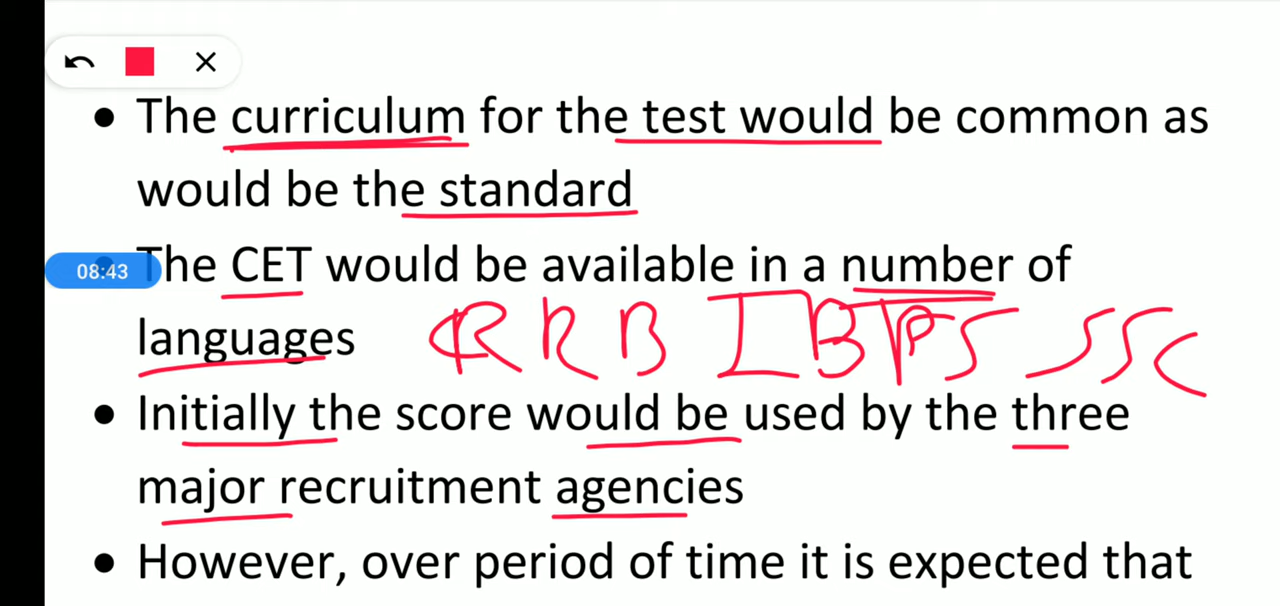 • The curriculum for the test would be common as
would be the standard
08:43
The CET would be available in a number of
languages RRB IBPS SSC
• Initially the score would be used by the three
major recruitment agencies
• However, over period of time it is expected that